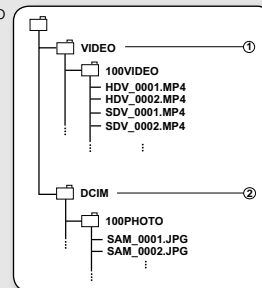 VIDEO ①
100VIDEO
HDV_0001.MP4
HDV_0002.MP4
SDV_0001.MP4
SDV_0002.MP4
DCIM ②
100PHOTO
SAM_0001.JPG
SAM_0002.JPG